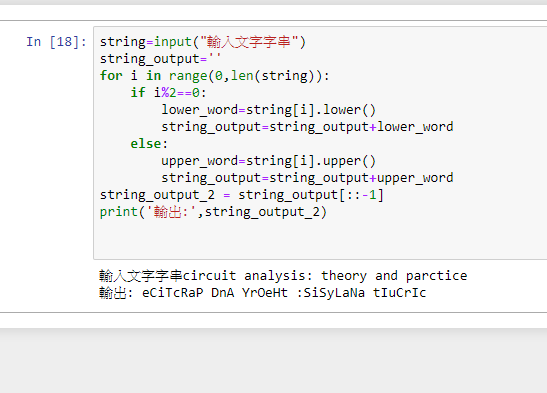 In [18]: string=input("輸入文字字串")
string_output=''
for i in range(0,len(string)):
    if i%2==0:
        lower_word=string[i].lower()
        string_output=string_output+lower_word
    else:
        upper_word=string[i].upper()
        string_output=string_output+upper_word
string_output_2 = string_output[::-1]
print('輸出:',string_output_2)
輸入文字字串circuit analysis: theory and parctice
輸出: eCiTcRaP DnA YrOeHt :SiSyLaNa tIuCrIc